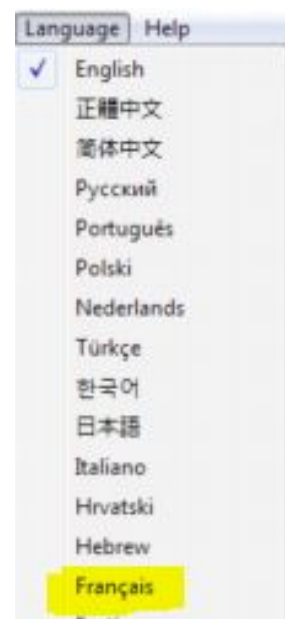 Language Help
English
正體中文
简体中文
Русский
Português
Polski
Nederlands
Türkçe
한국어
日本語
Italiano
Hrvatski
Hebrew
Français